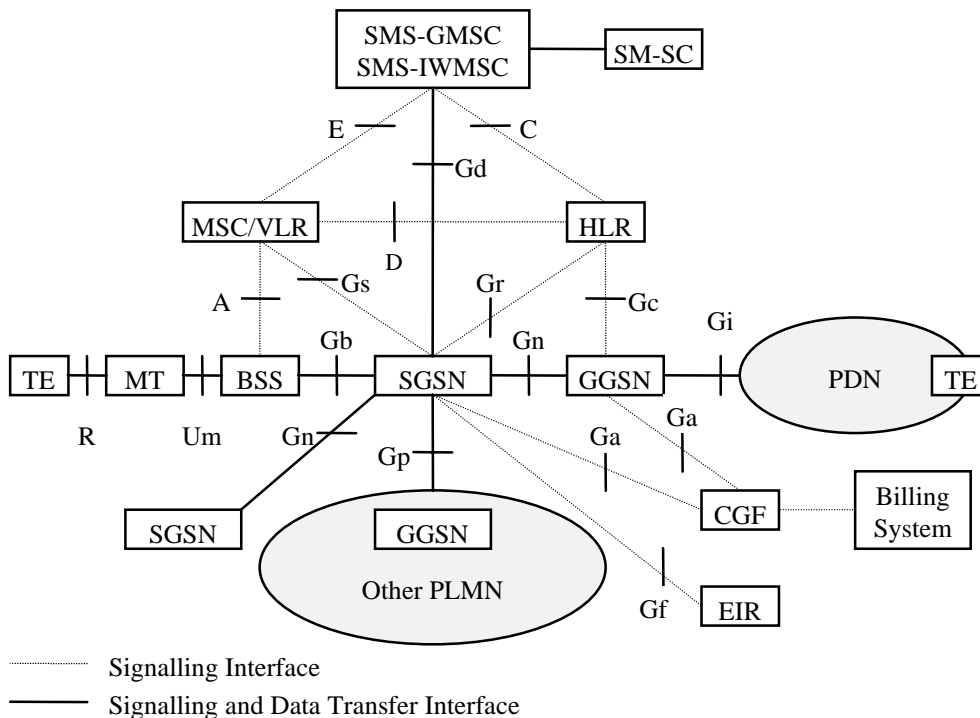 SMS-GMSC
SMS-IWMSC
SM-SC
E
C
Gd
MSC/VLR
HLR
D
Gs
Gr
A
Gc
Gb
Gn
Gi
TE
MT
BSS
SGSN
GGSN
PDN
TE
R
Um
Gn
Gp
Ga
Ga
CGF
Billing
System
SGSN
GGSN
Other PLMN
Gf
EIR
Signalling Interface
Signalling and Data Transfer Interface